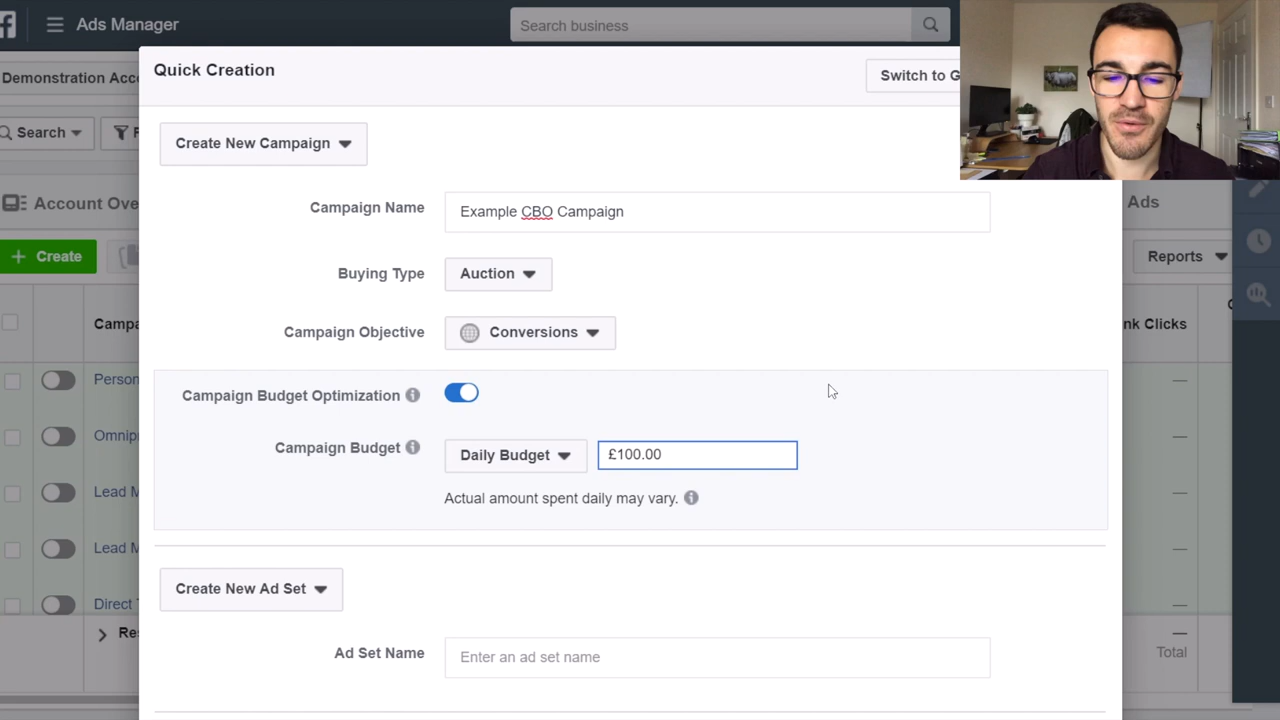 Ads Manager
Search business
Demonstration Acc
Quick Creation
Switch to G
Search
F
Create New Campaign
Account Ove
Campaign Name
Example CBO Campaign
Ads
+ Create
Buying Type
Auction
Reports
Campa
Campaign Objective
Conversions
nk Clicks
Person
Campaign Budget Optimization
Omnip
Campaign Budget
Daily Budget
£100.00
Lead M
Actual amount spent daily may vary.
Lead M
Create New Ad Set
Direct T
Re
Ad Set Name
Enter an ad set name
Total